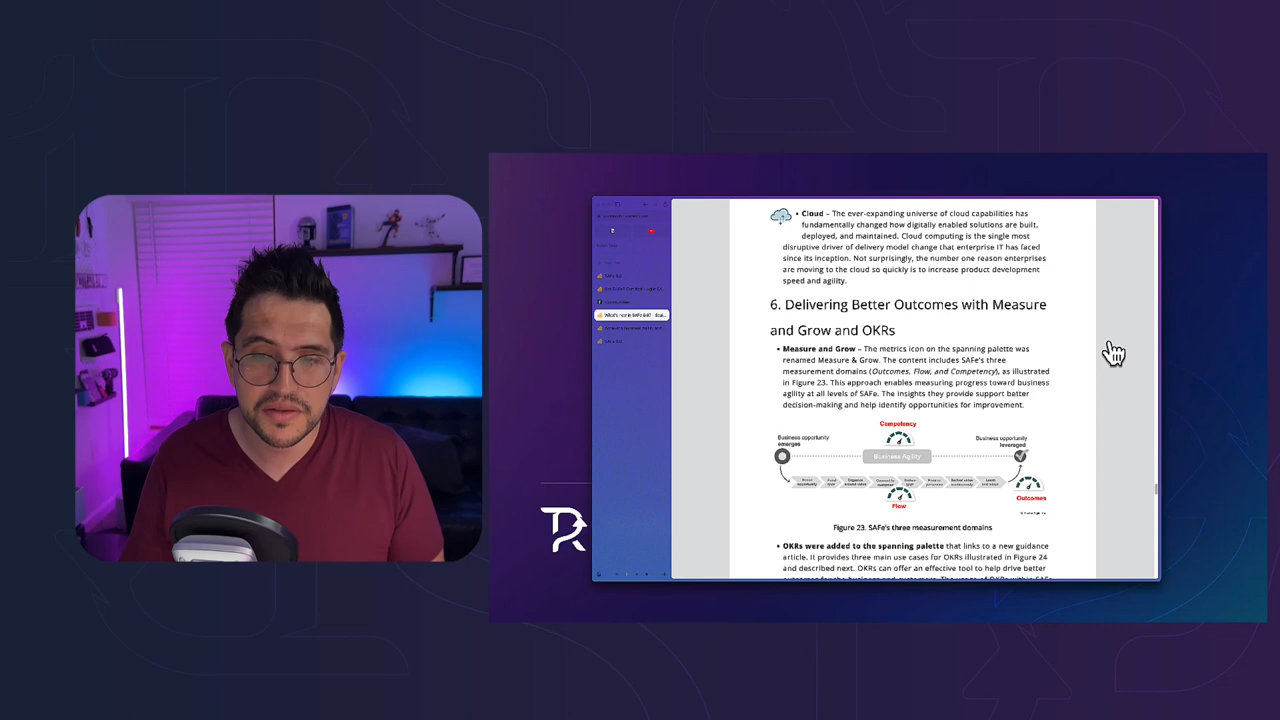 • Cloud – The ever-expanding universe of cloud capabilities has
fundamentally changed how digitally enabled solutions are built,
deployed, and maintained. Cloud computing is the single most
disruptive driver of delivery model change that enterprise IT has faced
since its inception. Not surprisingly, the number one reason enterprises
are moving to the cloud so quickly is to increase product development
speed and agility.
6. Delivering Better Outcomes with Measure
and Grow and OKRs
• Measure and Grow – The metrics icon on the spanning palette was
renamed Measure & Grow. The content includes SAFe's three
measurement domains (Outcomes, Flow, and Competency), as illustrated
in Figure 23. This approach enables measuring progress toward business
agility at all levels of SAFe. The insights they provide support better
decision-making and help identify opportunities for improvement.
Competency
Business opportunity
emerges
Business opportunity
leveraged
Business Agility
Flow
Outcomes
Figure 23. SAFe's three measurement domains
• OKRs were added to the spanning palette that links to a new guidance
article. It provides three main use cases for OKRs illustrated in Figure 24
and described next. OKRs can offer an effective tool to help drive better